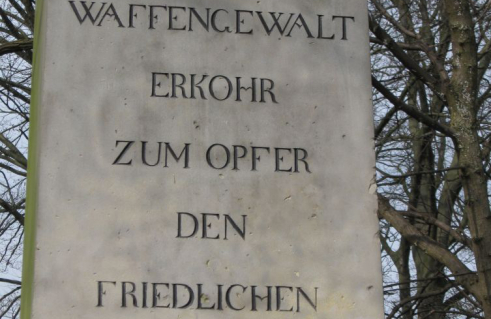 WAFFENGEWALT
ERKOHR
ZUM OPFER
DEN
FRIEDLICHEN